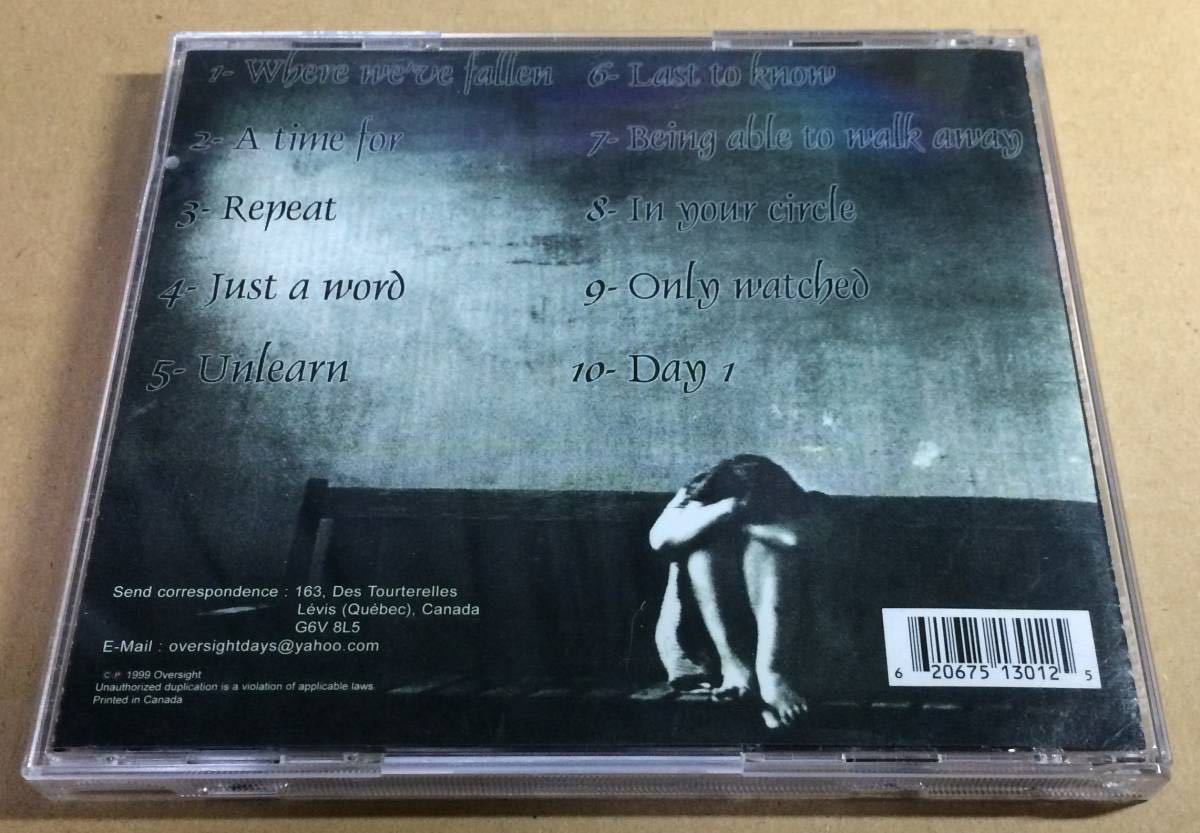 1- Where we've fallen
2- A time for
3- Repeat
4- Just a word
5- Unlearn
6- Last to know
7- Being able to walk away
8- In your circle
9- Only watched
10- Day 1
Send correspondence : 163, Des Tourterelles
Lévis (Québec), Canada
G6V 8L5
E-Mail : oversightdays@yahoo.com
© ℗ 1999 Oversight
Unauthorized duplication is a violation of applicable laws.
Printed in Canada
6 20675 13012 5